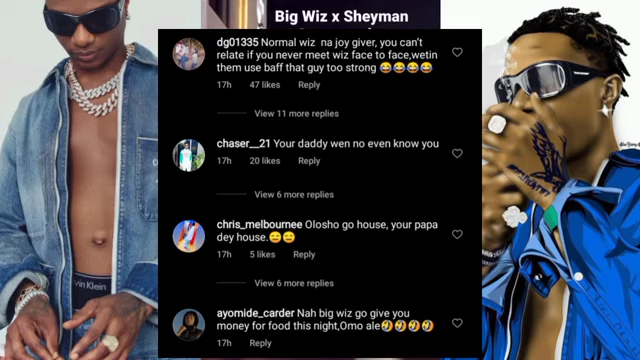 Big Wiz x Sheyman
dg01335 Normal wiz na joy giver, you can't
relate if you never meet wiz face to face,wetin
them use baff that guy too strong 😂😂😂😂
17h 47 likes Reply
View 11 more replies
chaser__21 Your daddy wen no even know you
17h 20 likes Reply
View 6 more replies
chris_melbournee Olosho go house, your papa
dey house.😄😄
17h 5 likes Reply
View 6 more replies
ayomide_carder Nah big wiz go give you
money for food this night,Omo ale🤣🤣🤣🤣
17h Reply
vin Klein